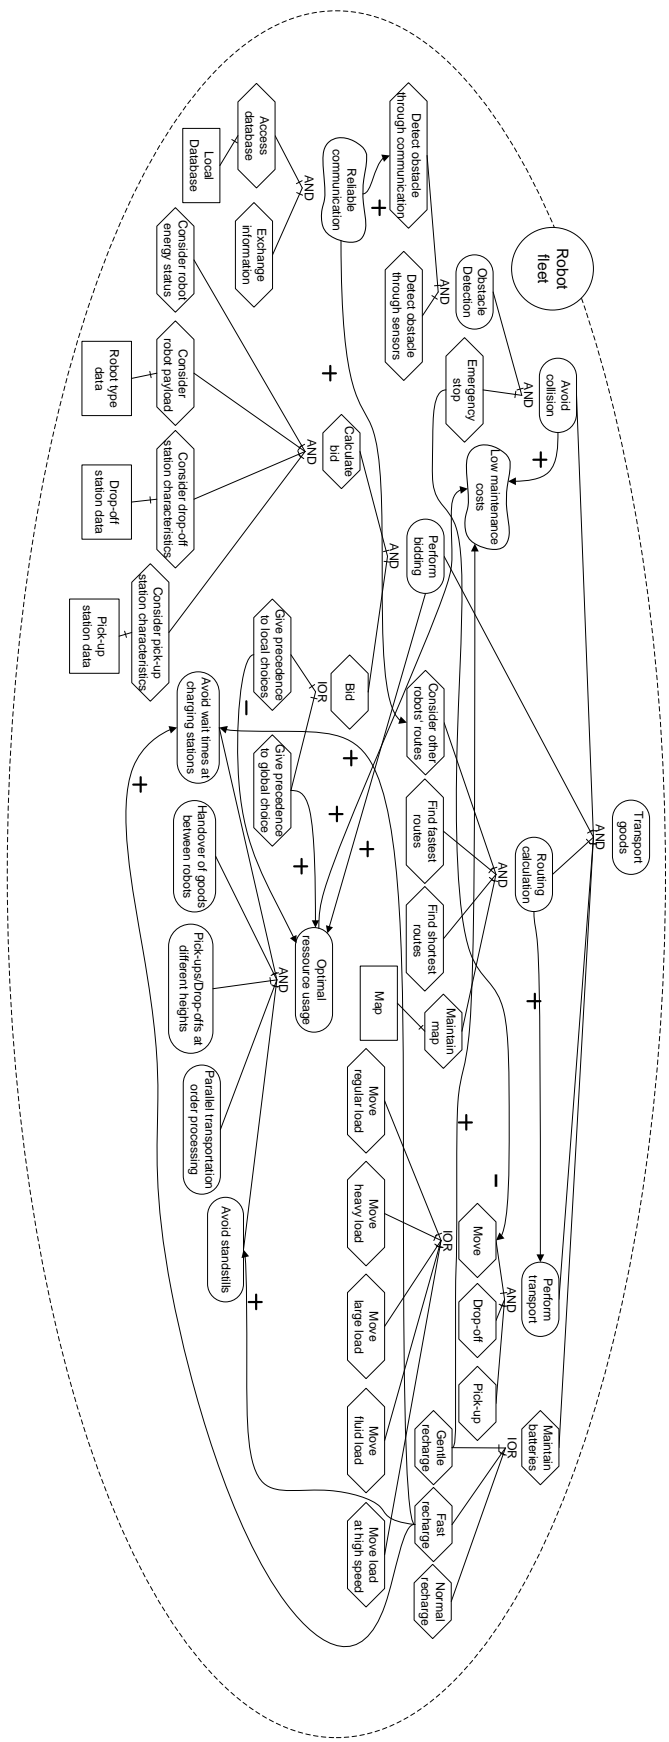 Robot
fleet
Transport
goods
AND
Avoid
collision
AND
Obstacle
Detection
Emergency
stop
AND
Detect obstacle
through communication
Detect obstacle
through sensors
+
Reliable
communication
AND
Access
database
Exchange
information
Local
Database
+
Low maintenance
costs
Perform
bidding
AND
Calculate
bid
Bid
+
AND
Consider robot
energy status
Consider
robot payload
Consider drop-off
station characteristics
Consider pick-up
station characteristics
Robot type
data
Drop-off
station data
Pick-up
station data
IOR
Give precedence
to local choices
Give precedence
to global choice
-
+
+
+
+
Routing
calculation
AND
Consider other
robots' routes
Find fastest
routes
Find shortest
routes
Maintain
map
Map
+
Optimal
ressource usage
AND
Avoid wait times at
charging stations
Handover of goods
between robots
Pick-ups/Drop-offs at
different heights
Parallel transportation
order processing
Avoid standstills
+
+
Perform
transport
AND
Move
Drop-off
Pick-up
-
+
IOR
Move
regular load
Move
heavy load
Move
large load
Move
fluid load
Move load
at high speed
Maintain
batteries
IOR
Gentle
recharge
Fast
recharge
Normal
recharge